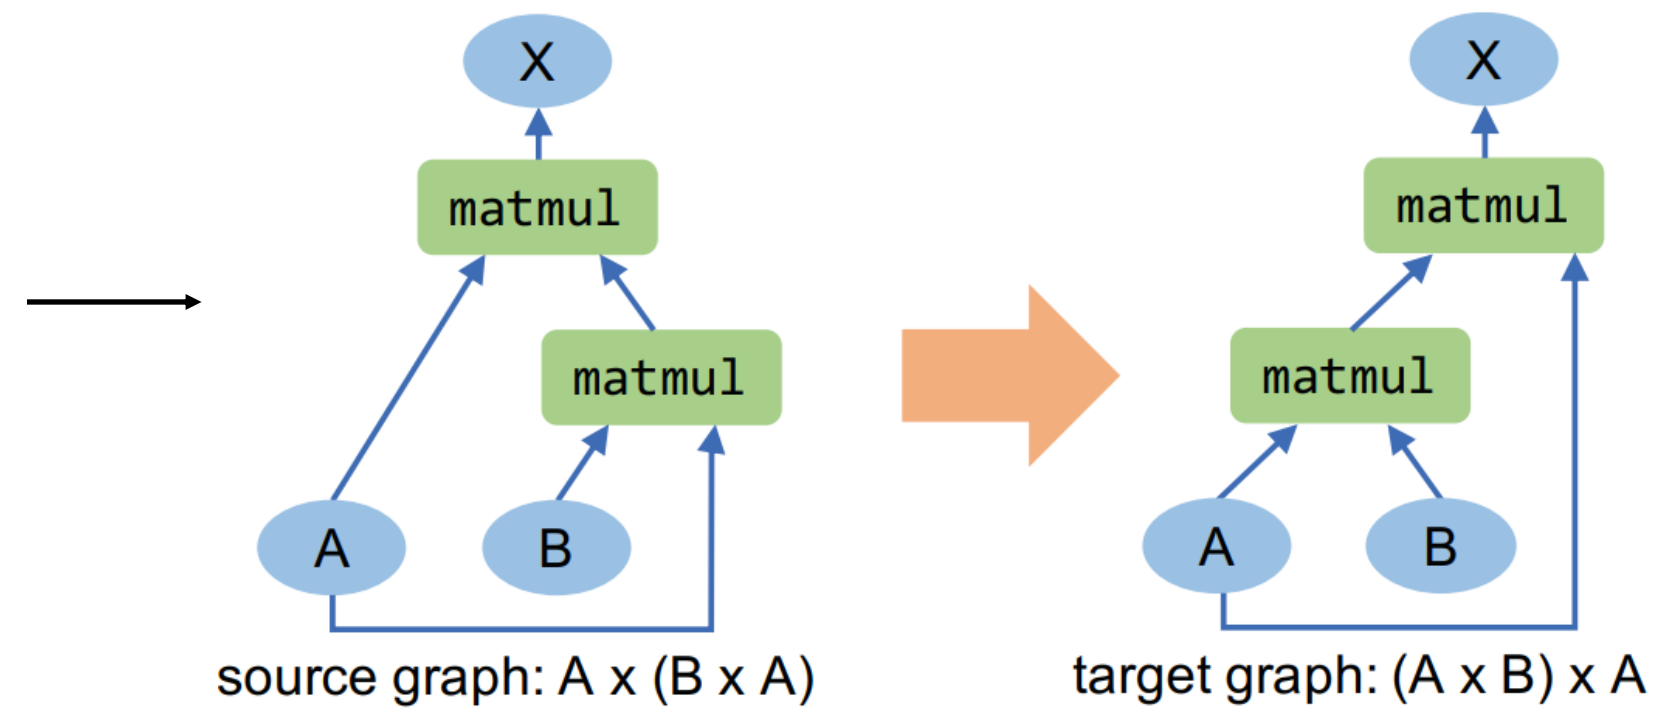 X
matmul
matmul
A
B
source graph: A x (B x A)
X
matmul
matmul
A
B
target graph: (A x B) x A